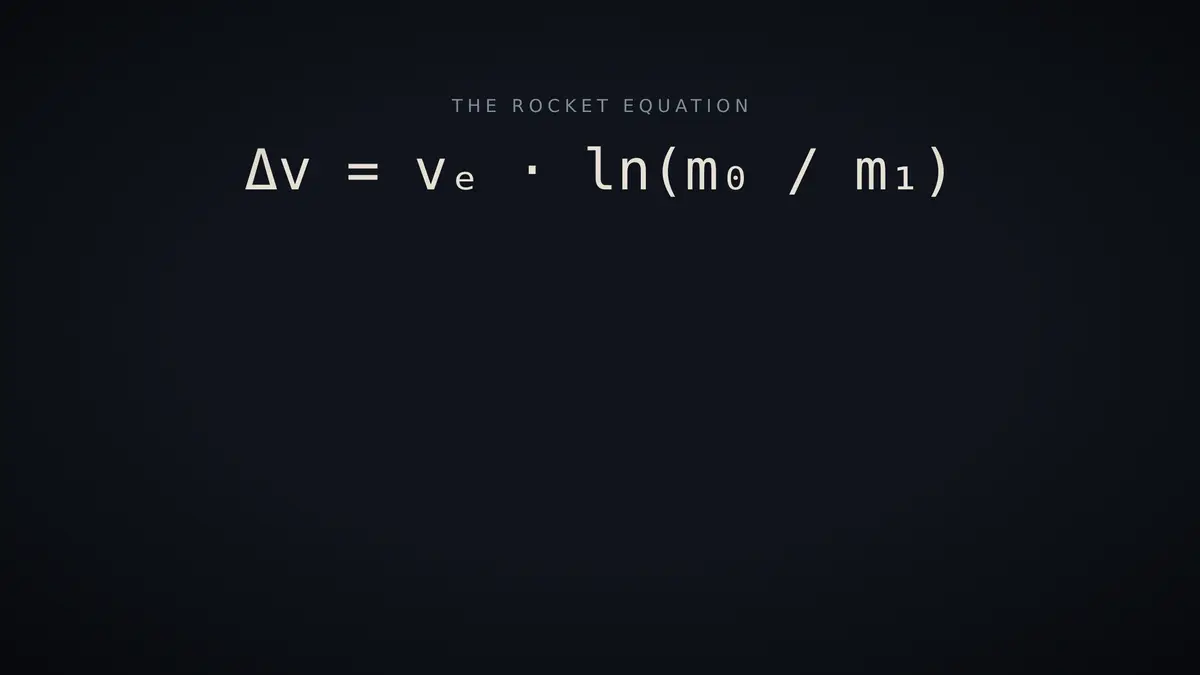 THE ROCKET EQUATION
Δv = vₑ · ln(m₀ / m₁)